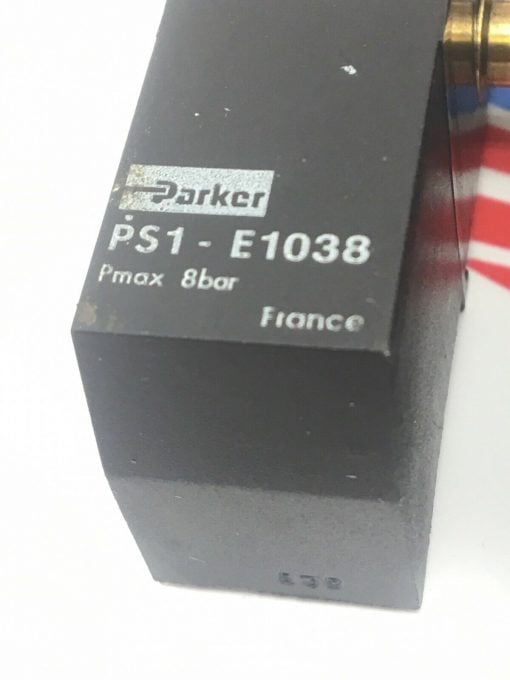 Parker
PS1 - E1038
Pmax 8bar
France